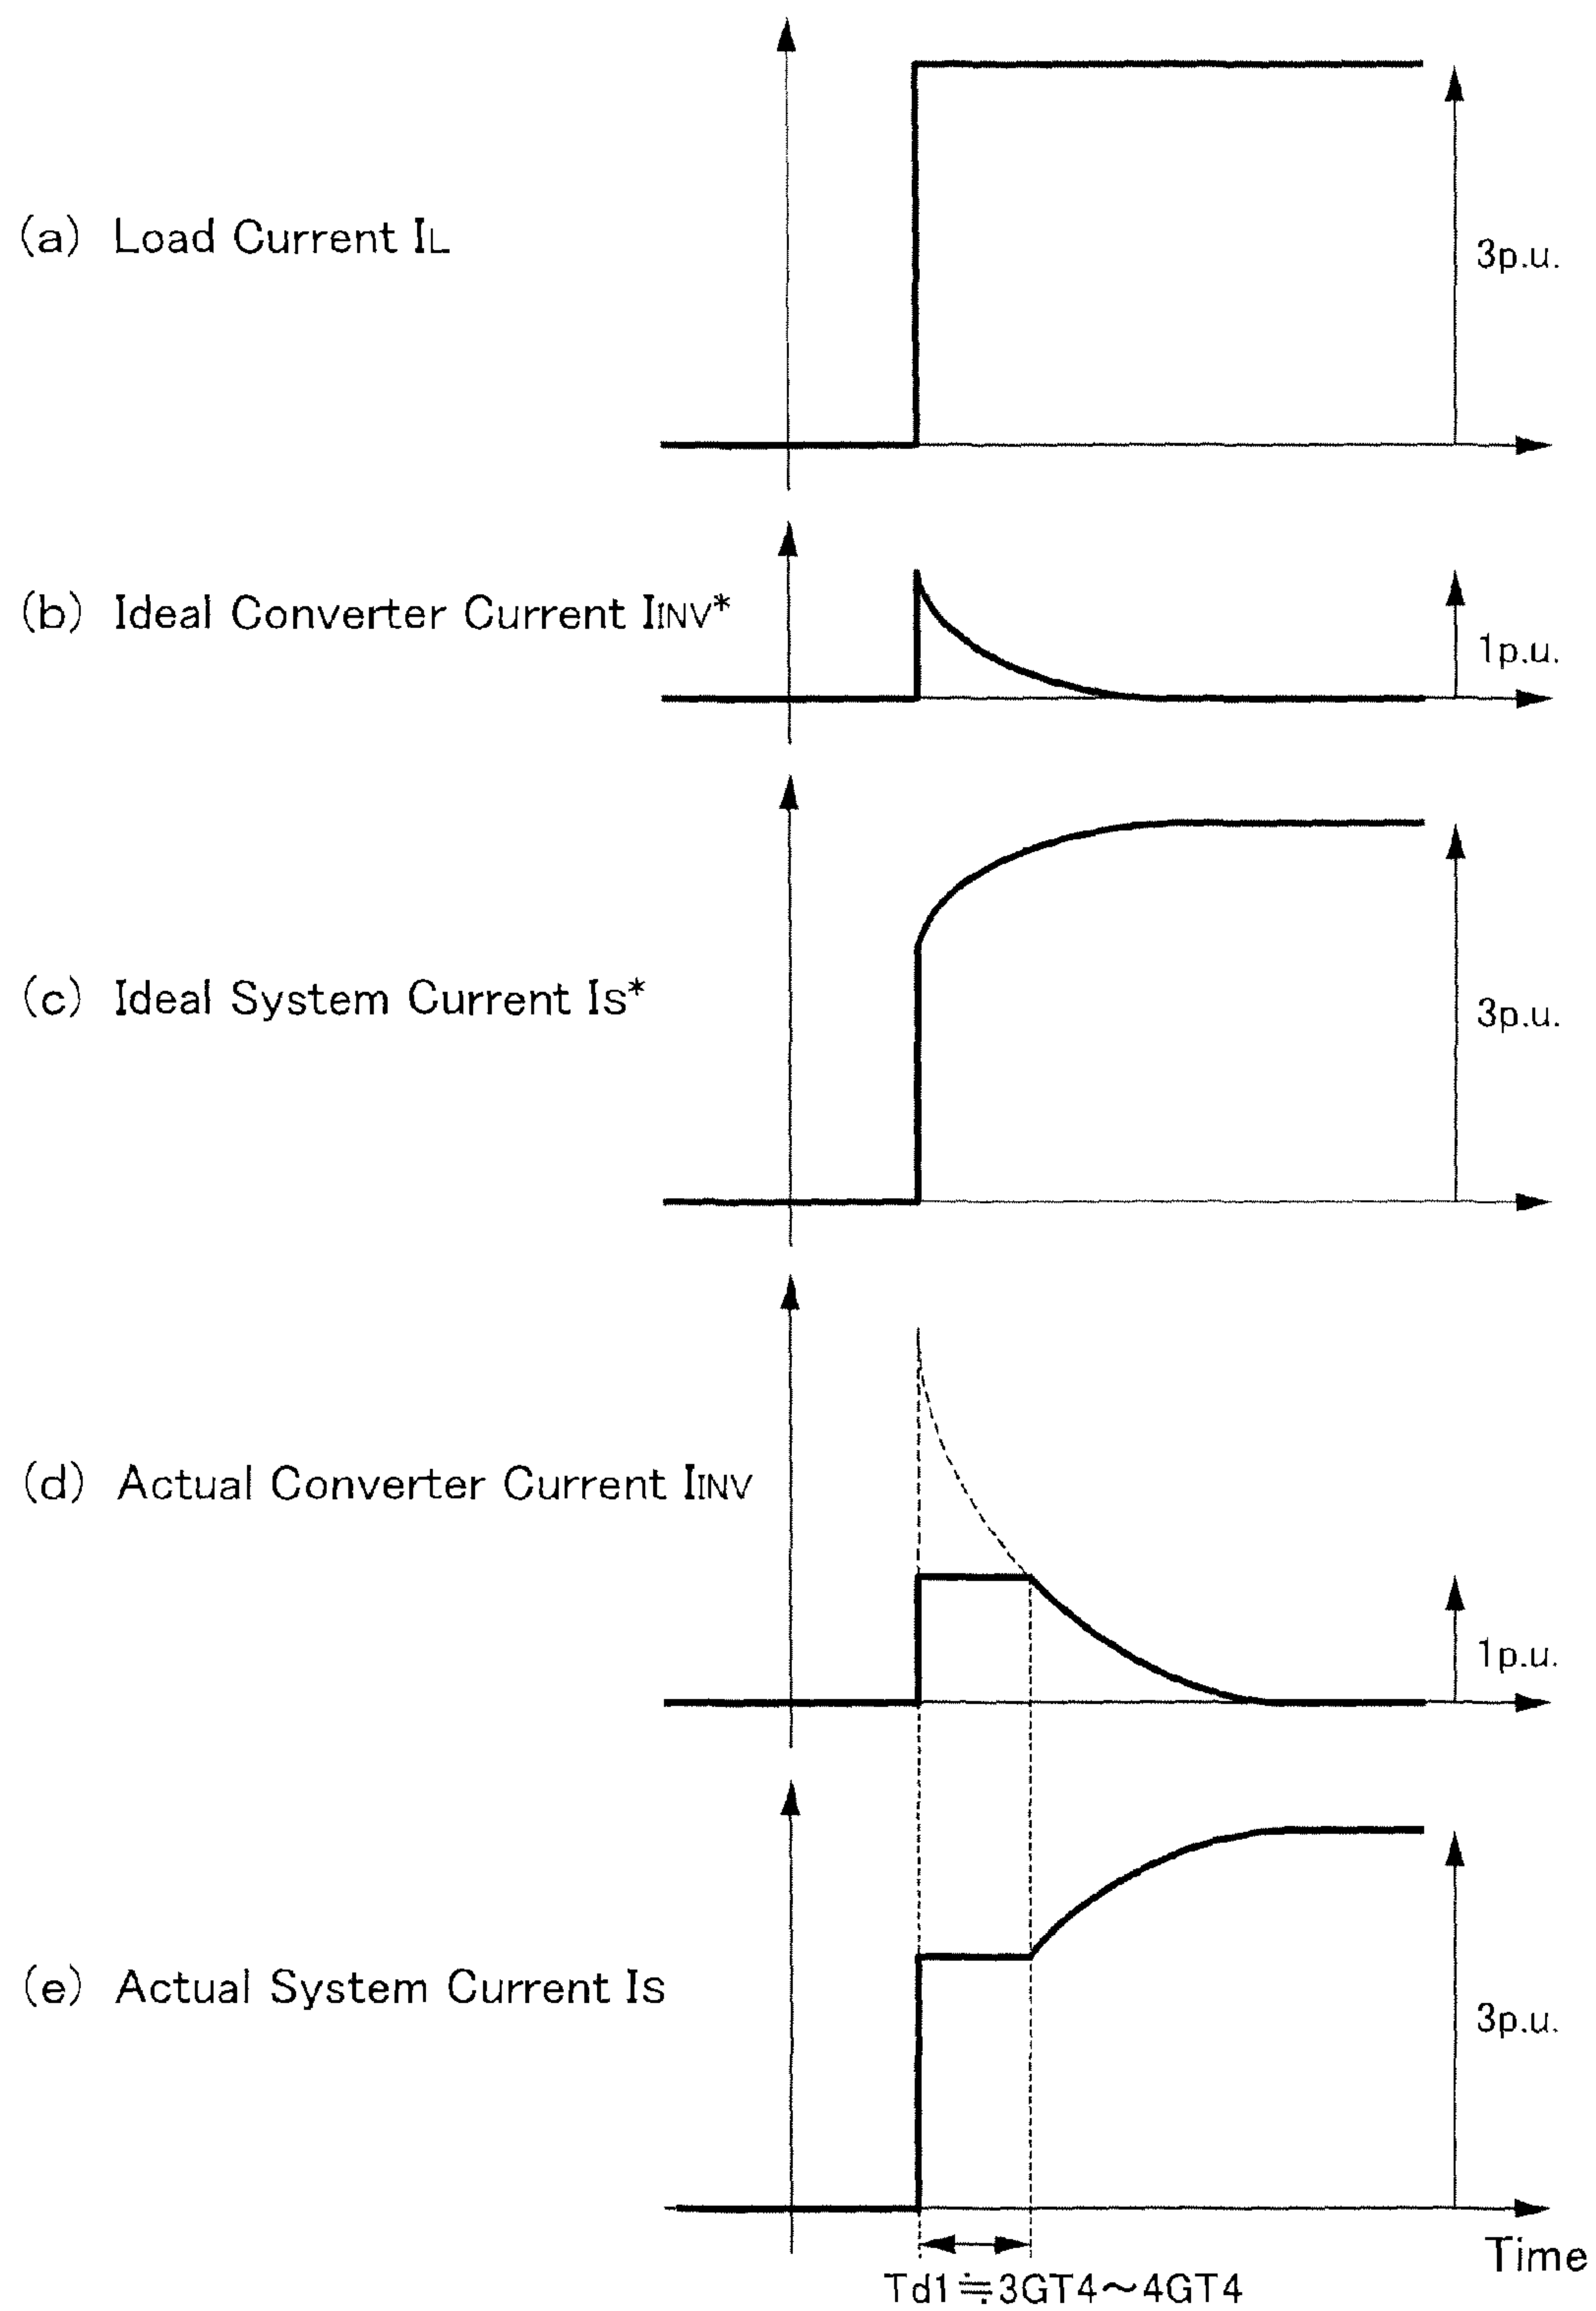 (a) Load Current IL
3p.u.
(b) Ideal Converter Current IINV*
1p.u.
(c) Ideal System Current IS*
3p.u.
(d) Actual Converter Current IINV
1p.u.
(e) Actual System Current IS
3p.u.
Time
Td1≒3GT4～4GT4